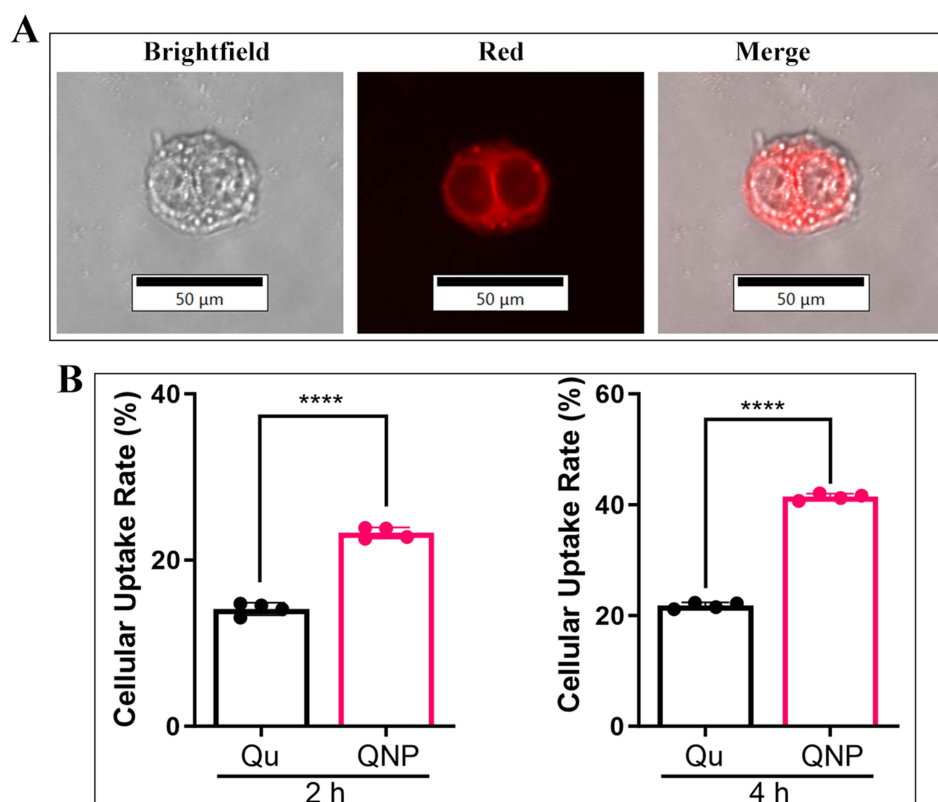 A
Brightfield
Red
Merge
50 µm
50 µm
50 µm
B
Cellular Uptake Rate (%)
40
20
0
****
Qu
QNP
2 h
Cellular Uptake Rate (%)
60
40
20
0
****
Qu
QNP
4 h